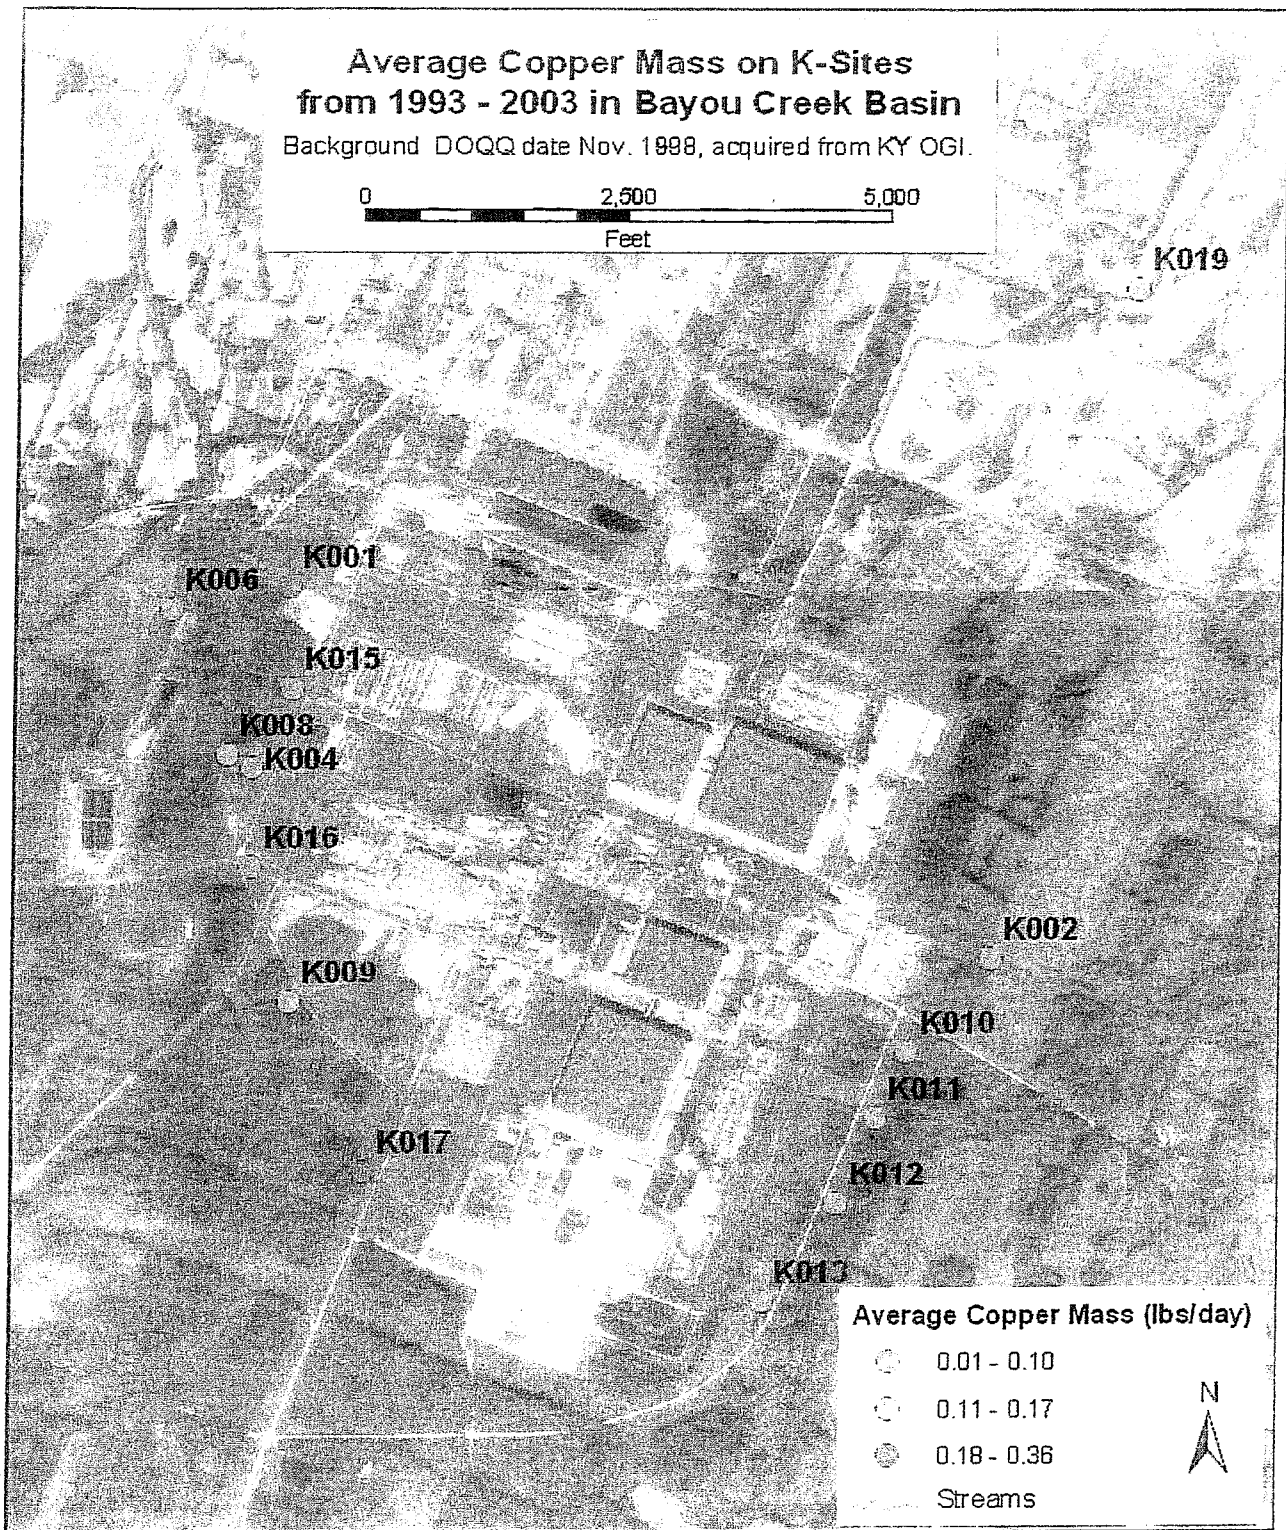 Average Copper Mass on K-Sites
from 1993 - 2003 in Bayou Creek Basin
Background DOQQ date Nov. 1998, acquired from KY OGI.
0 2,500 5,000
Feet
K019
K001
K006
K015
K008
K004
K016
K002
K009
K010
K011
K017
K012
K013
Average Copper Mass (lbs/day)
0.01 - 0.10
0.11 - 0.17
N
0.18 - 0.36
Streams